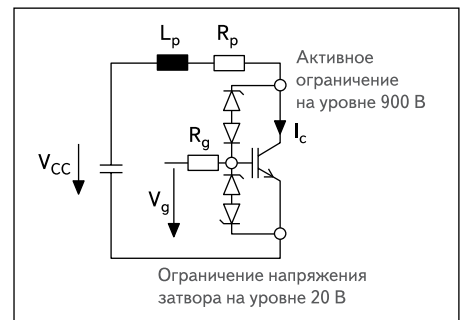 Lp
Rp
Активное
ограничение
на уровне 900 В
Ic
Rg
VCC
Vg
Ограничение напряжения
затвора на уровне 20 В